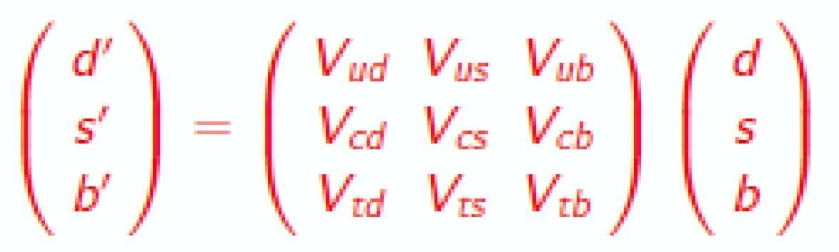 ( d′ ) = ( V_ud V_us V_ub ) ( d )
( s′ ) ( V_cd V_cs V_cb ) ( s )
( b′ ) ( V_td V_ts V_tb ) ( b )